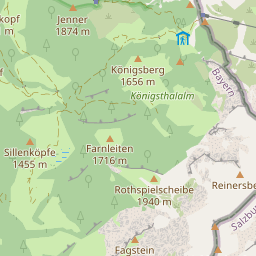 kopf
m
Jenner
1874 m
Königsberg
1656 m
Königsthalalm
Bayern
Sillenköpfe
1455 m
Farnleiten
1716 m
Rothspielscheibe
1940 m
Reinersbe
Salzbu
Fagstein